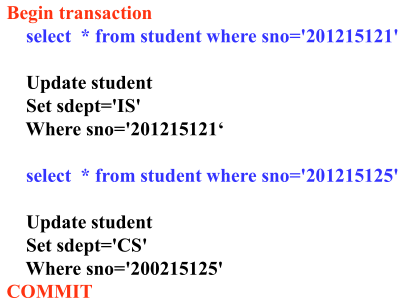 Begin transaction
select * from student where sno='201215121'
Update student
Set sdept='IS'
Where sno='201215121‘
select * from student where sno='201215125'
Update student
Set sdept='CS'
Where sno='200215125'
COMMIT